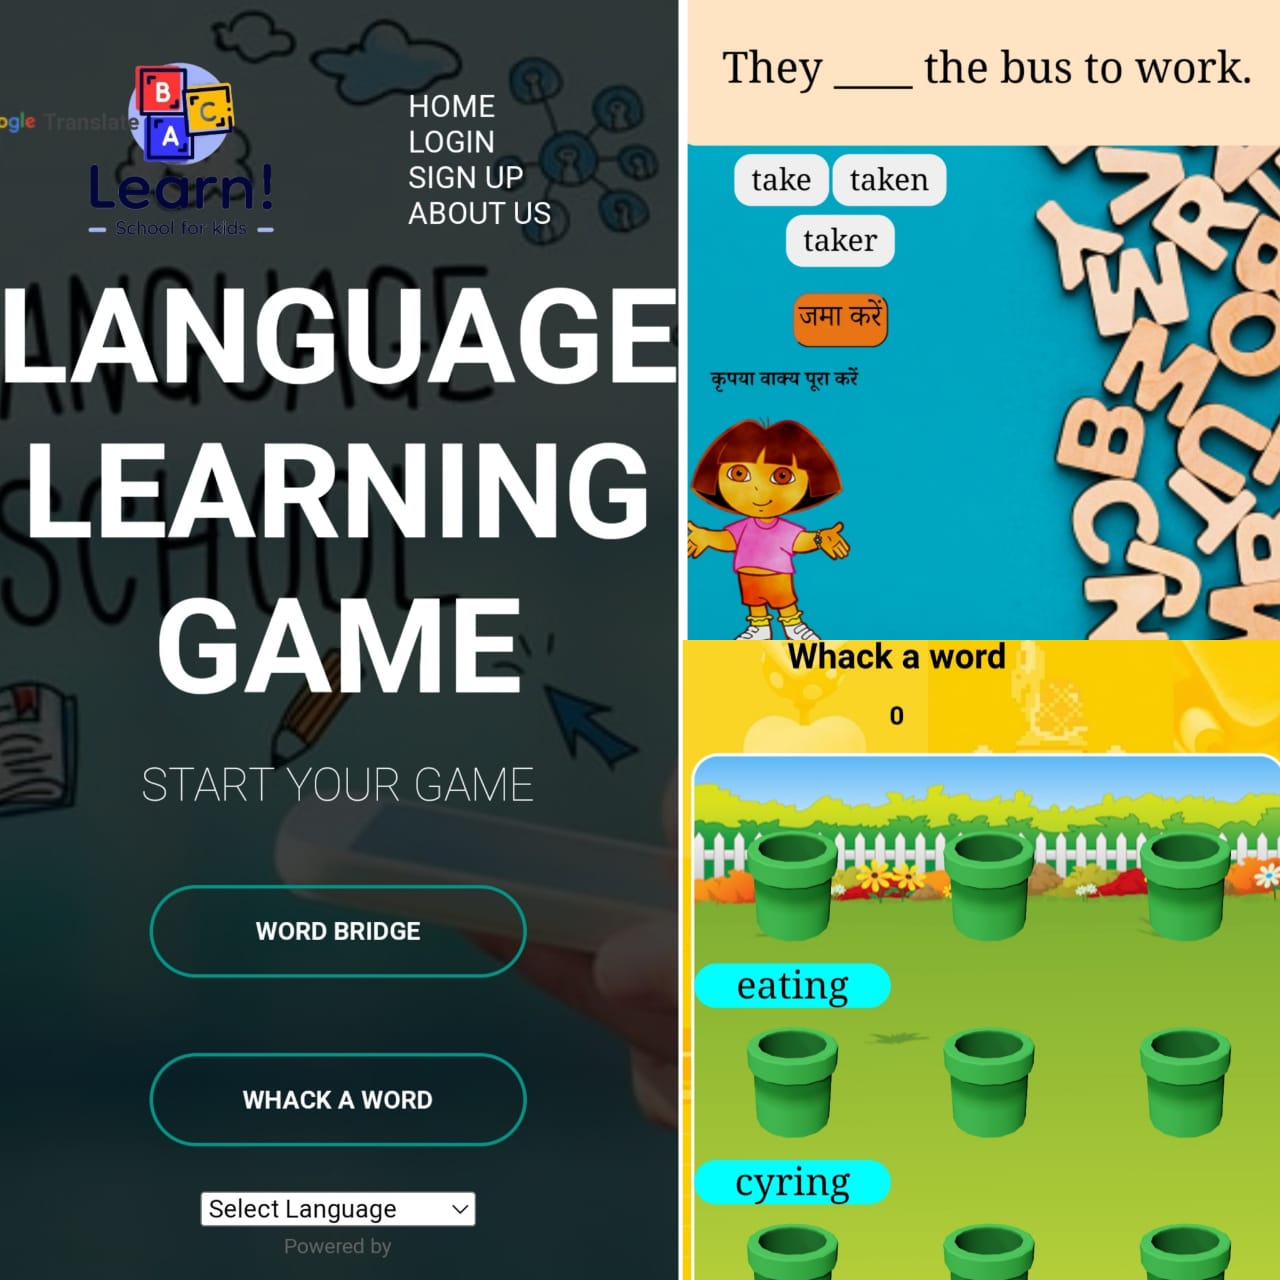 ogle Translate
B
C
A
Learn!
School for kids
HOME
LOGIN
SIGN UP
ABOUT US
LANGUAGE
LEARNING
GAME
START YOUR GAME
WORD BRIDGE
WHACK A WORD
Select Language
Powered by
They ____ the bus to work.
take taken
taker
जमा करें
कृपया वाक्य पूरा करें
Whack a word
0
eating
cyring